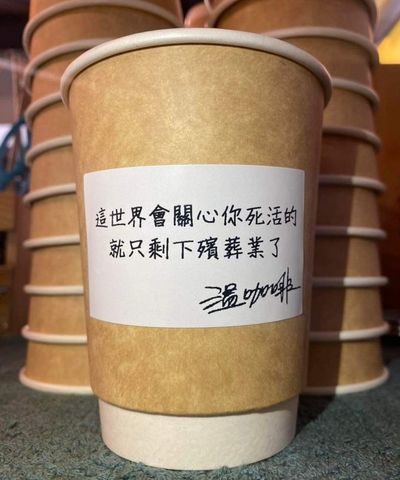 這世界會關心你死活的
就只剩下殯葬業了
溫咖啡